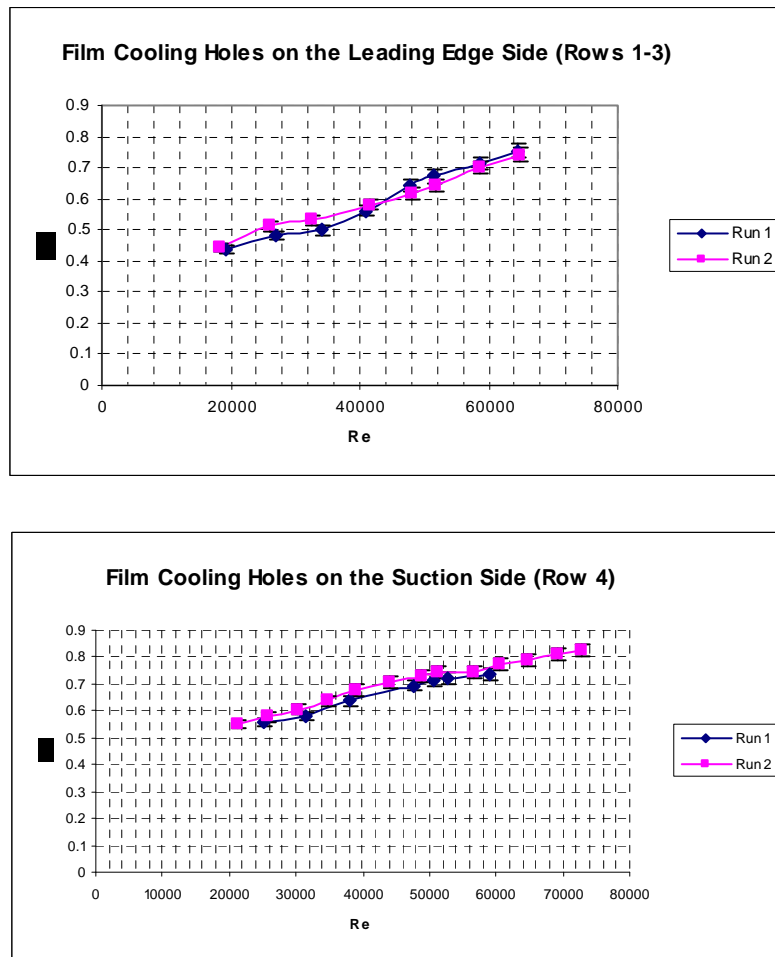 Film Cooling Holes on the Leading Edge Side (Rows 1-3)
0.9
0.8
0.7
0.6
0.5
0.4
0.3
0.2
0.1
0
0 20000 40000 60000 80000
Re
Run 1
Run 2
Film Cooling Holes on the Suction Side (Row 4)
0.9
0.8
0.7
0.6
0.5
0.4
0.3
0.2
0.1
0
0 10000 20000 30000 40000 50000 60000 70000 80000
Re
Run 1
Run 2